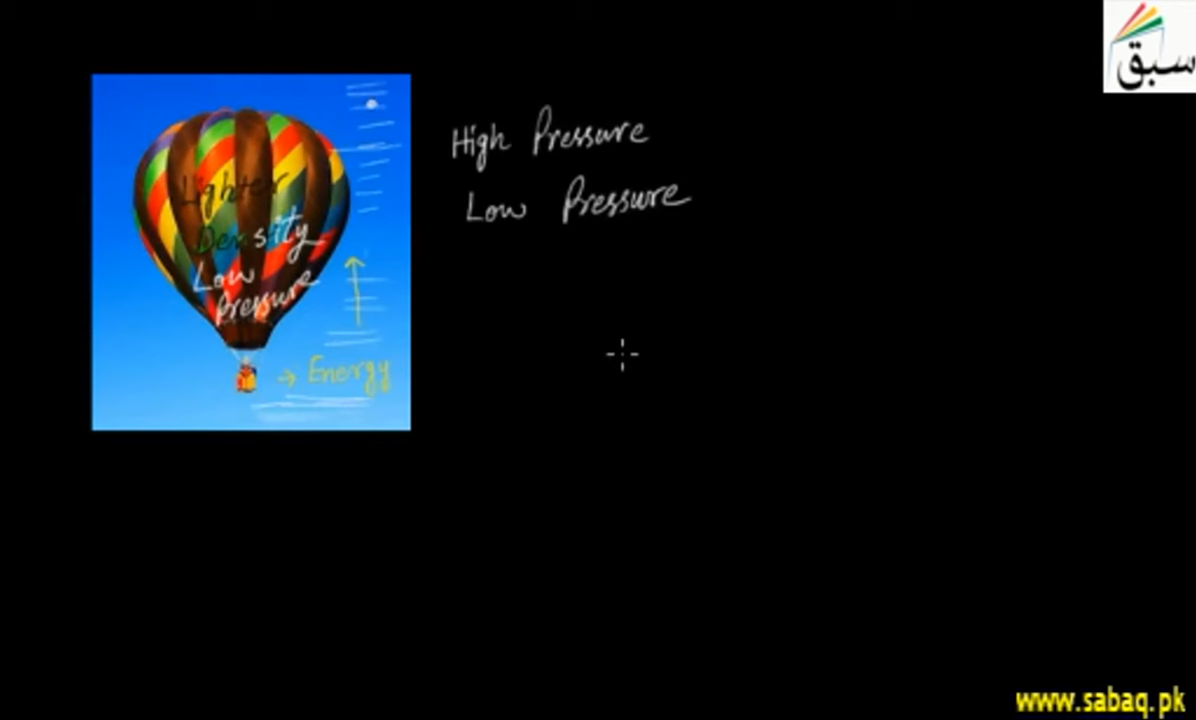 سبق
High Pressure
Low Pressure
Lighter
Density
Low
Pressure
→ Energy
www.sabaq.pk